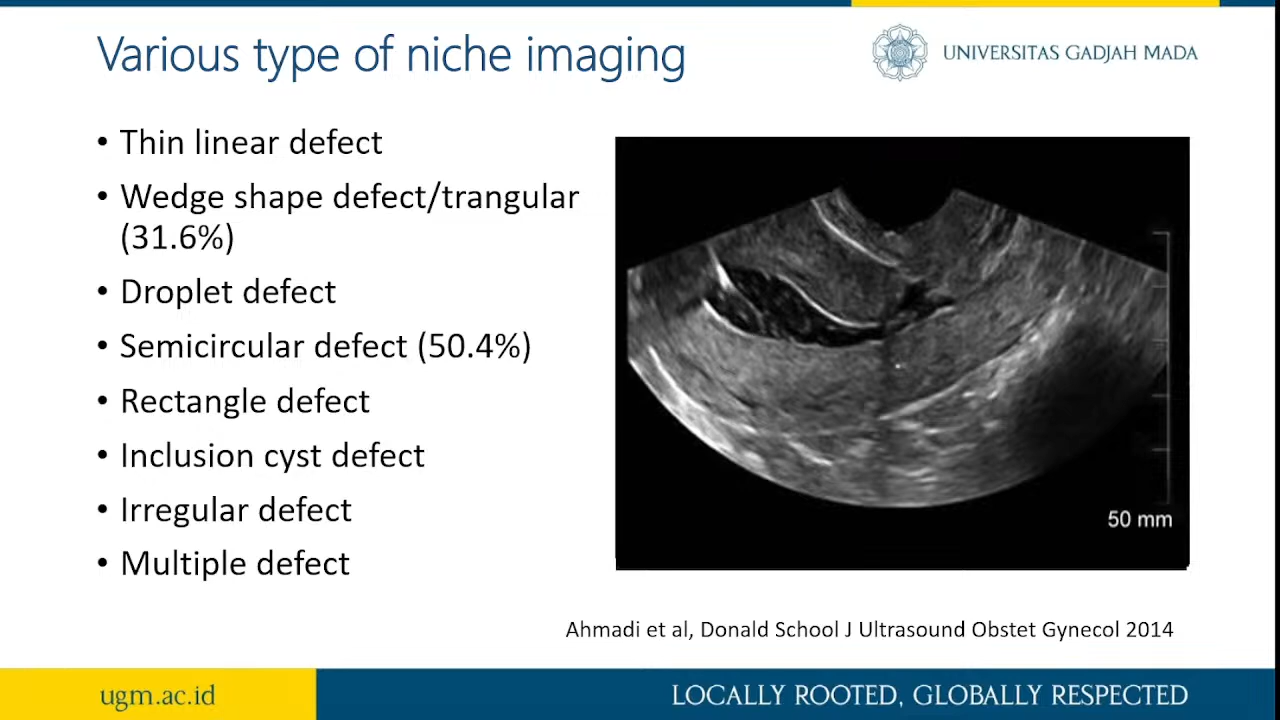 Various type of niche imaging
UNIVERSITAS GADJAH MADA
• Thin linear defect
• Wedge shape defect/trangular
(31.6%)
• Droplet defect
• Semicircular defect (50.4%)
• Rectangle defect
• Inclusion cyst defect
• Irregular defect
• Multiple defect
50 mm
Ahmadi et al, Donald School J Ultrasound Obstet Gynecol 2014
ugm.ac.id
LOCALLY ROOTED, GLOBALLY RESPECTED